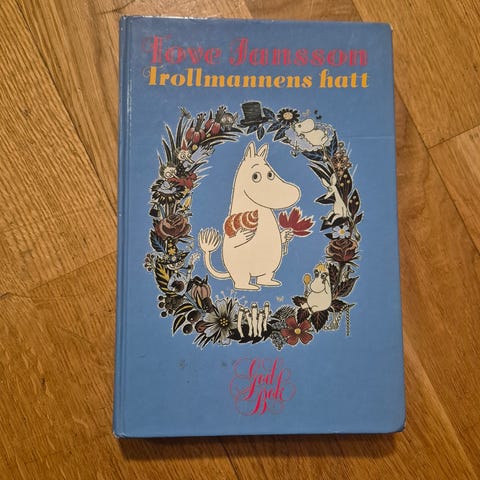 Tove Jansson
Trollmannens hatt
God
Bok